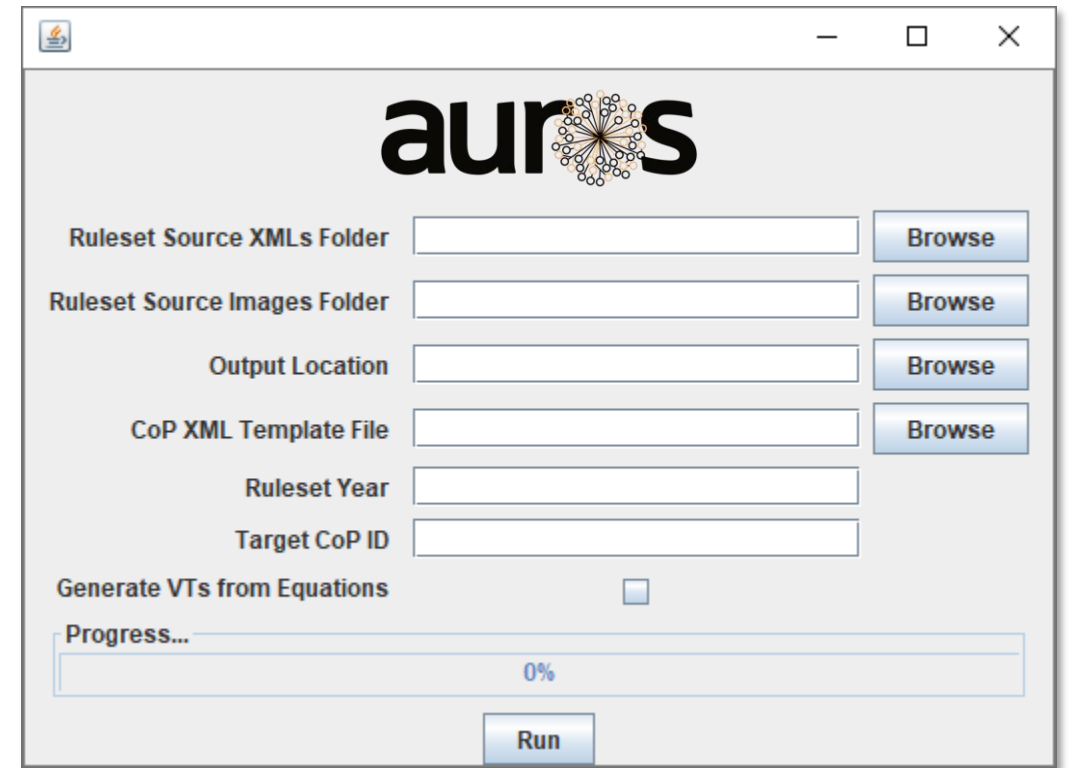 auros
Ruleset Source XMLs Folder Browse
Ruleset Source Images Folder Browse
Output Location Browse
CoP XML Template File Browse
Ruleset Year
Target CoP ID
Generate VTs from Equations
Progress...
0%
Run